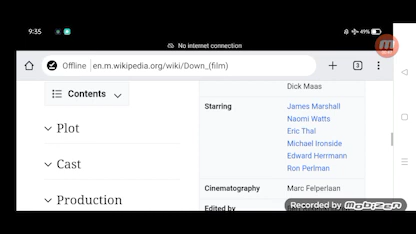 9:35
49%
No internet connection
Offline
en.m.wikipedia.org/wiki/Down_(film)
3
Contents
Plot
Cast
Production
Dick Maas
Starring
James Marshall
Naomi Watts
Eric Thal
Michael Ironside
Edward Herrmann
Ron Perlman
Cinematography
Marc Felperlaan
Edited by
Recorded by
Mobizen